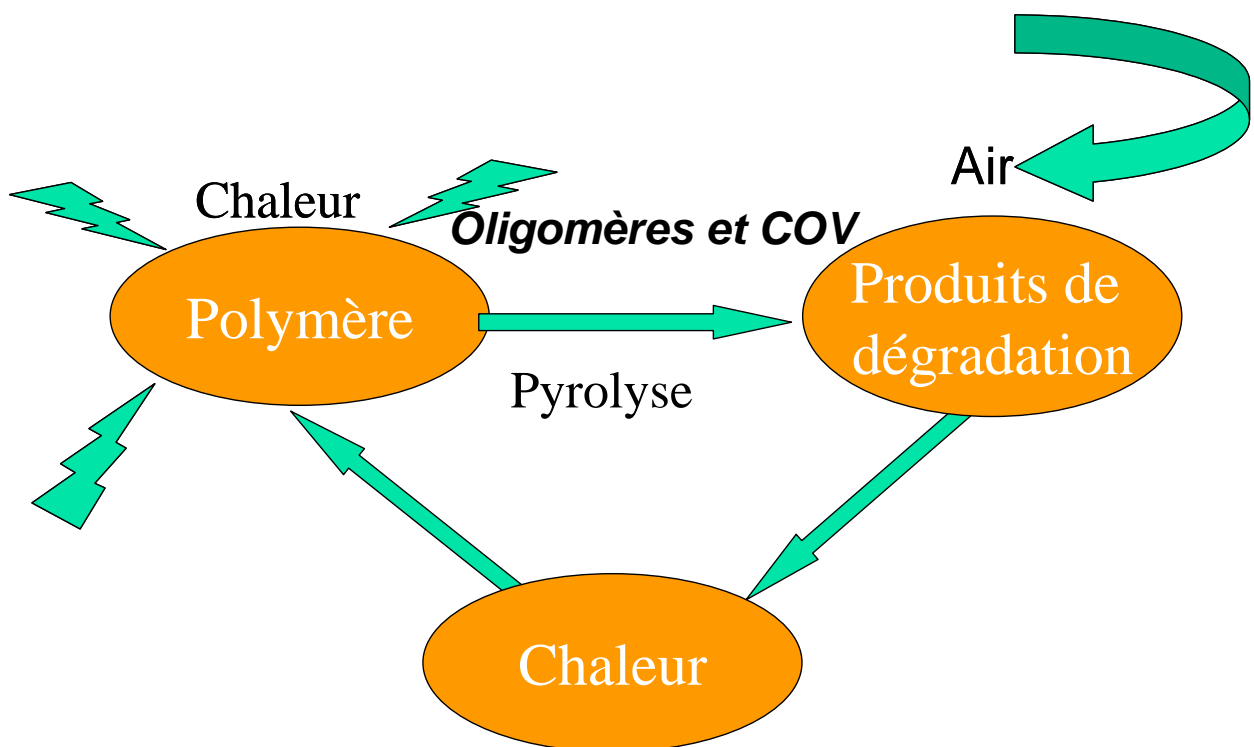 Air
Chaleur
Oligomères et COV
Polymère
Produits de
dégradation
Pyrolyse
Chaleur